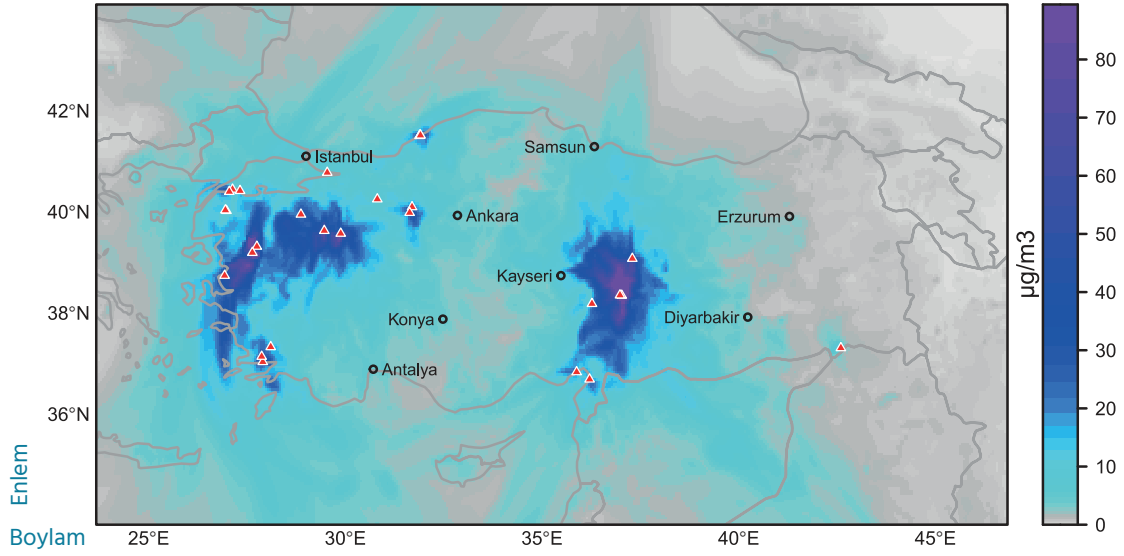 42°N
40°N
38°N
36°N
Istanbul
Samsun
Ankara
Erzurum
Kayseri
Konya
Diyarbakir
Antalya
Enlem
Boylam
25°E
30°E
35°E
40°E
45°E
µg/m3
80
70
60
50
40
30
20
10
0